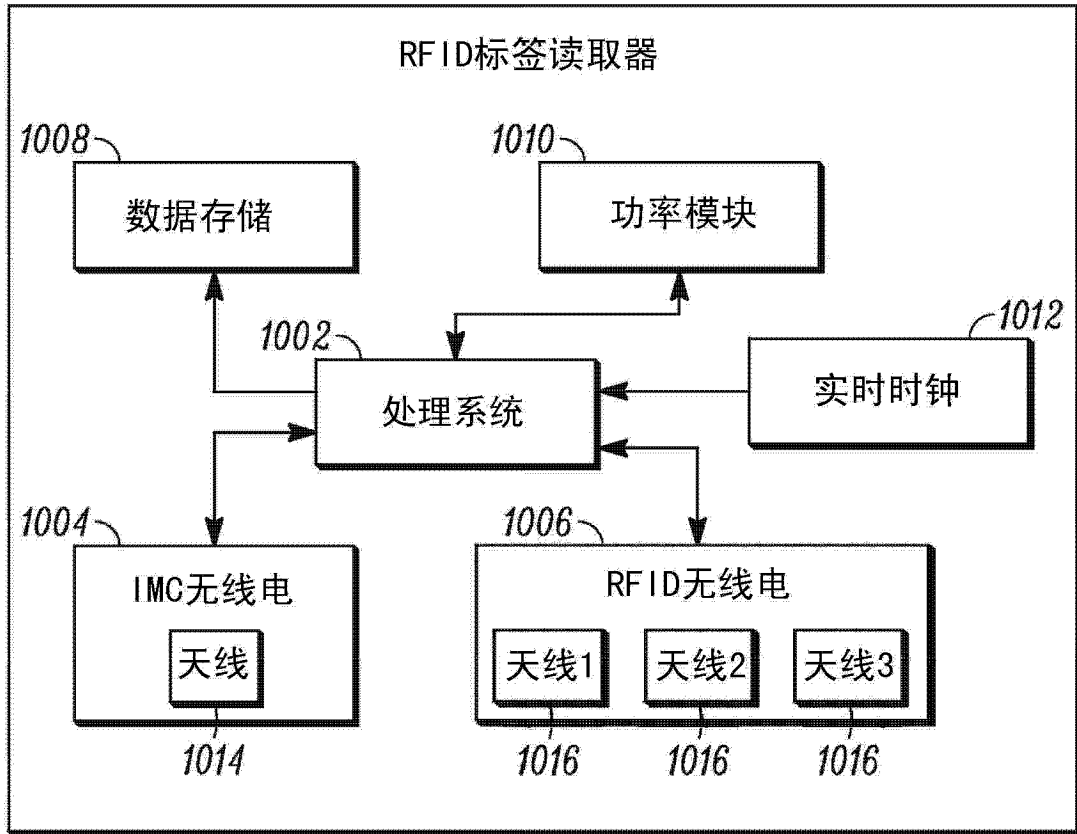 RFID标签读取器
1008
数据存储
1010
功率模块
1002
处理系统
1012
实时时钟
1004
IMC无线电
天线
1014
1006
RFID无线电
天线1
天线2
天线3
1016
1016
1016